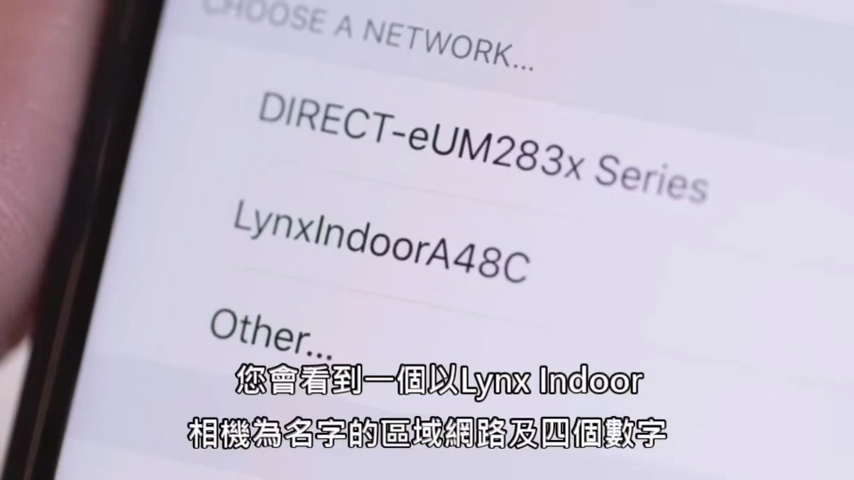 CHOOSE A NETWORK...
DIRECT-eUM283x Series
LynxIndoorA48C
Other...
您會看到一個以Lynx Indoor
相機為名字的區域網路及四個數字